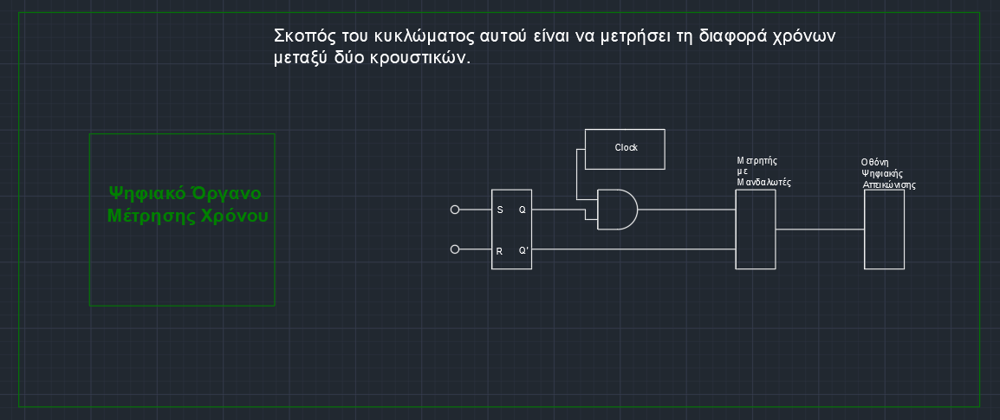 Σκοπός του κυκλώματος αυτού είναι να μετρήσει τη διαφορά χρόνων
μεταξύ δύο κρουστικών.
Ψηφιακό Όργανο
Μέτρησης Χρόνου
Clock
Μετρητής
με
Μανδαλωτές
Οθόνη
Ψηφιακής
Απεικώνισης
S Q
R Q'